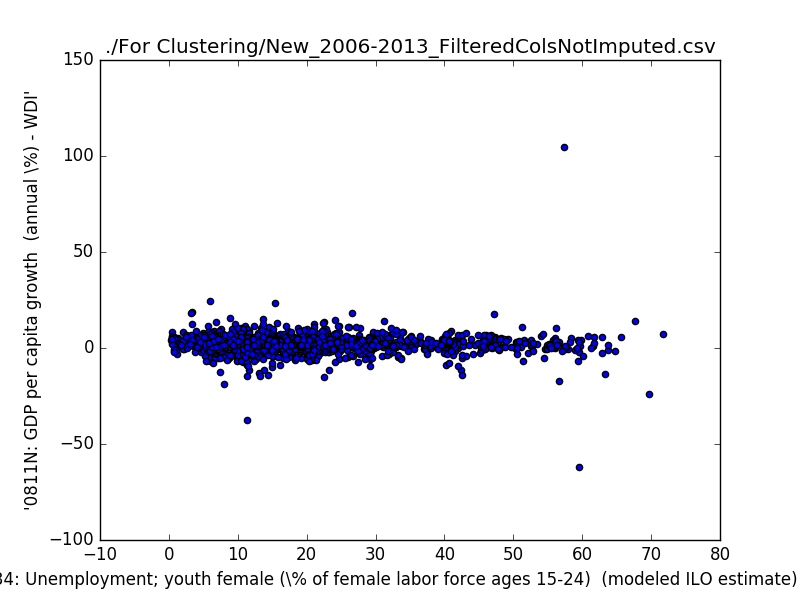 ./For Clustering/New_2006-2013_FilteredColsNotImputed.csv
'0811N: GDP per capita growth  (annual \%) - WDI'
150
100
50
0
−50
−100
−10 0 10 20 30 40 50 60 70 80
34: Unemployment; youth female (\% of female labor force ages 15-24)  (modeled ILO estimate)